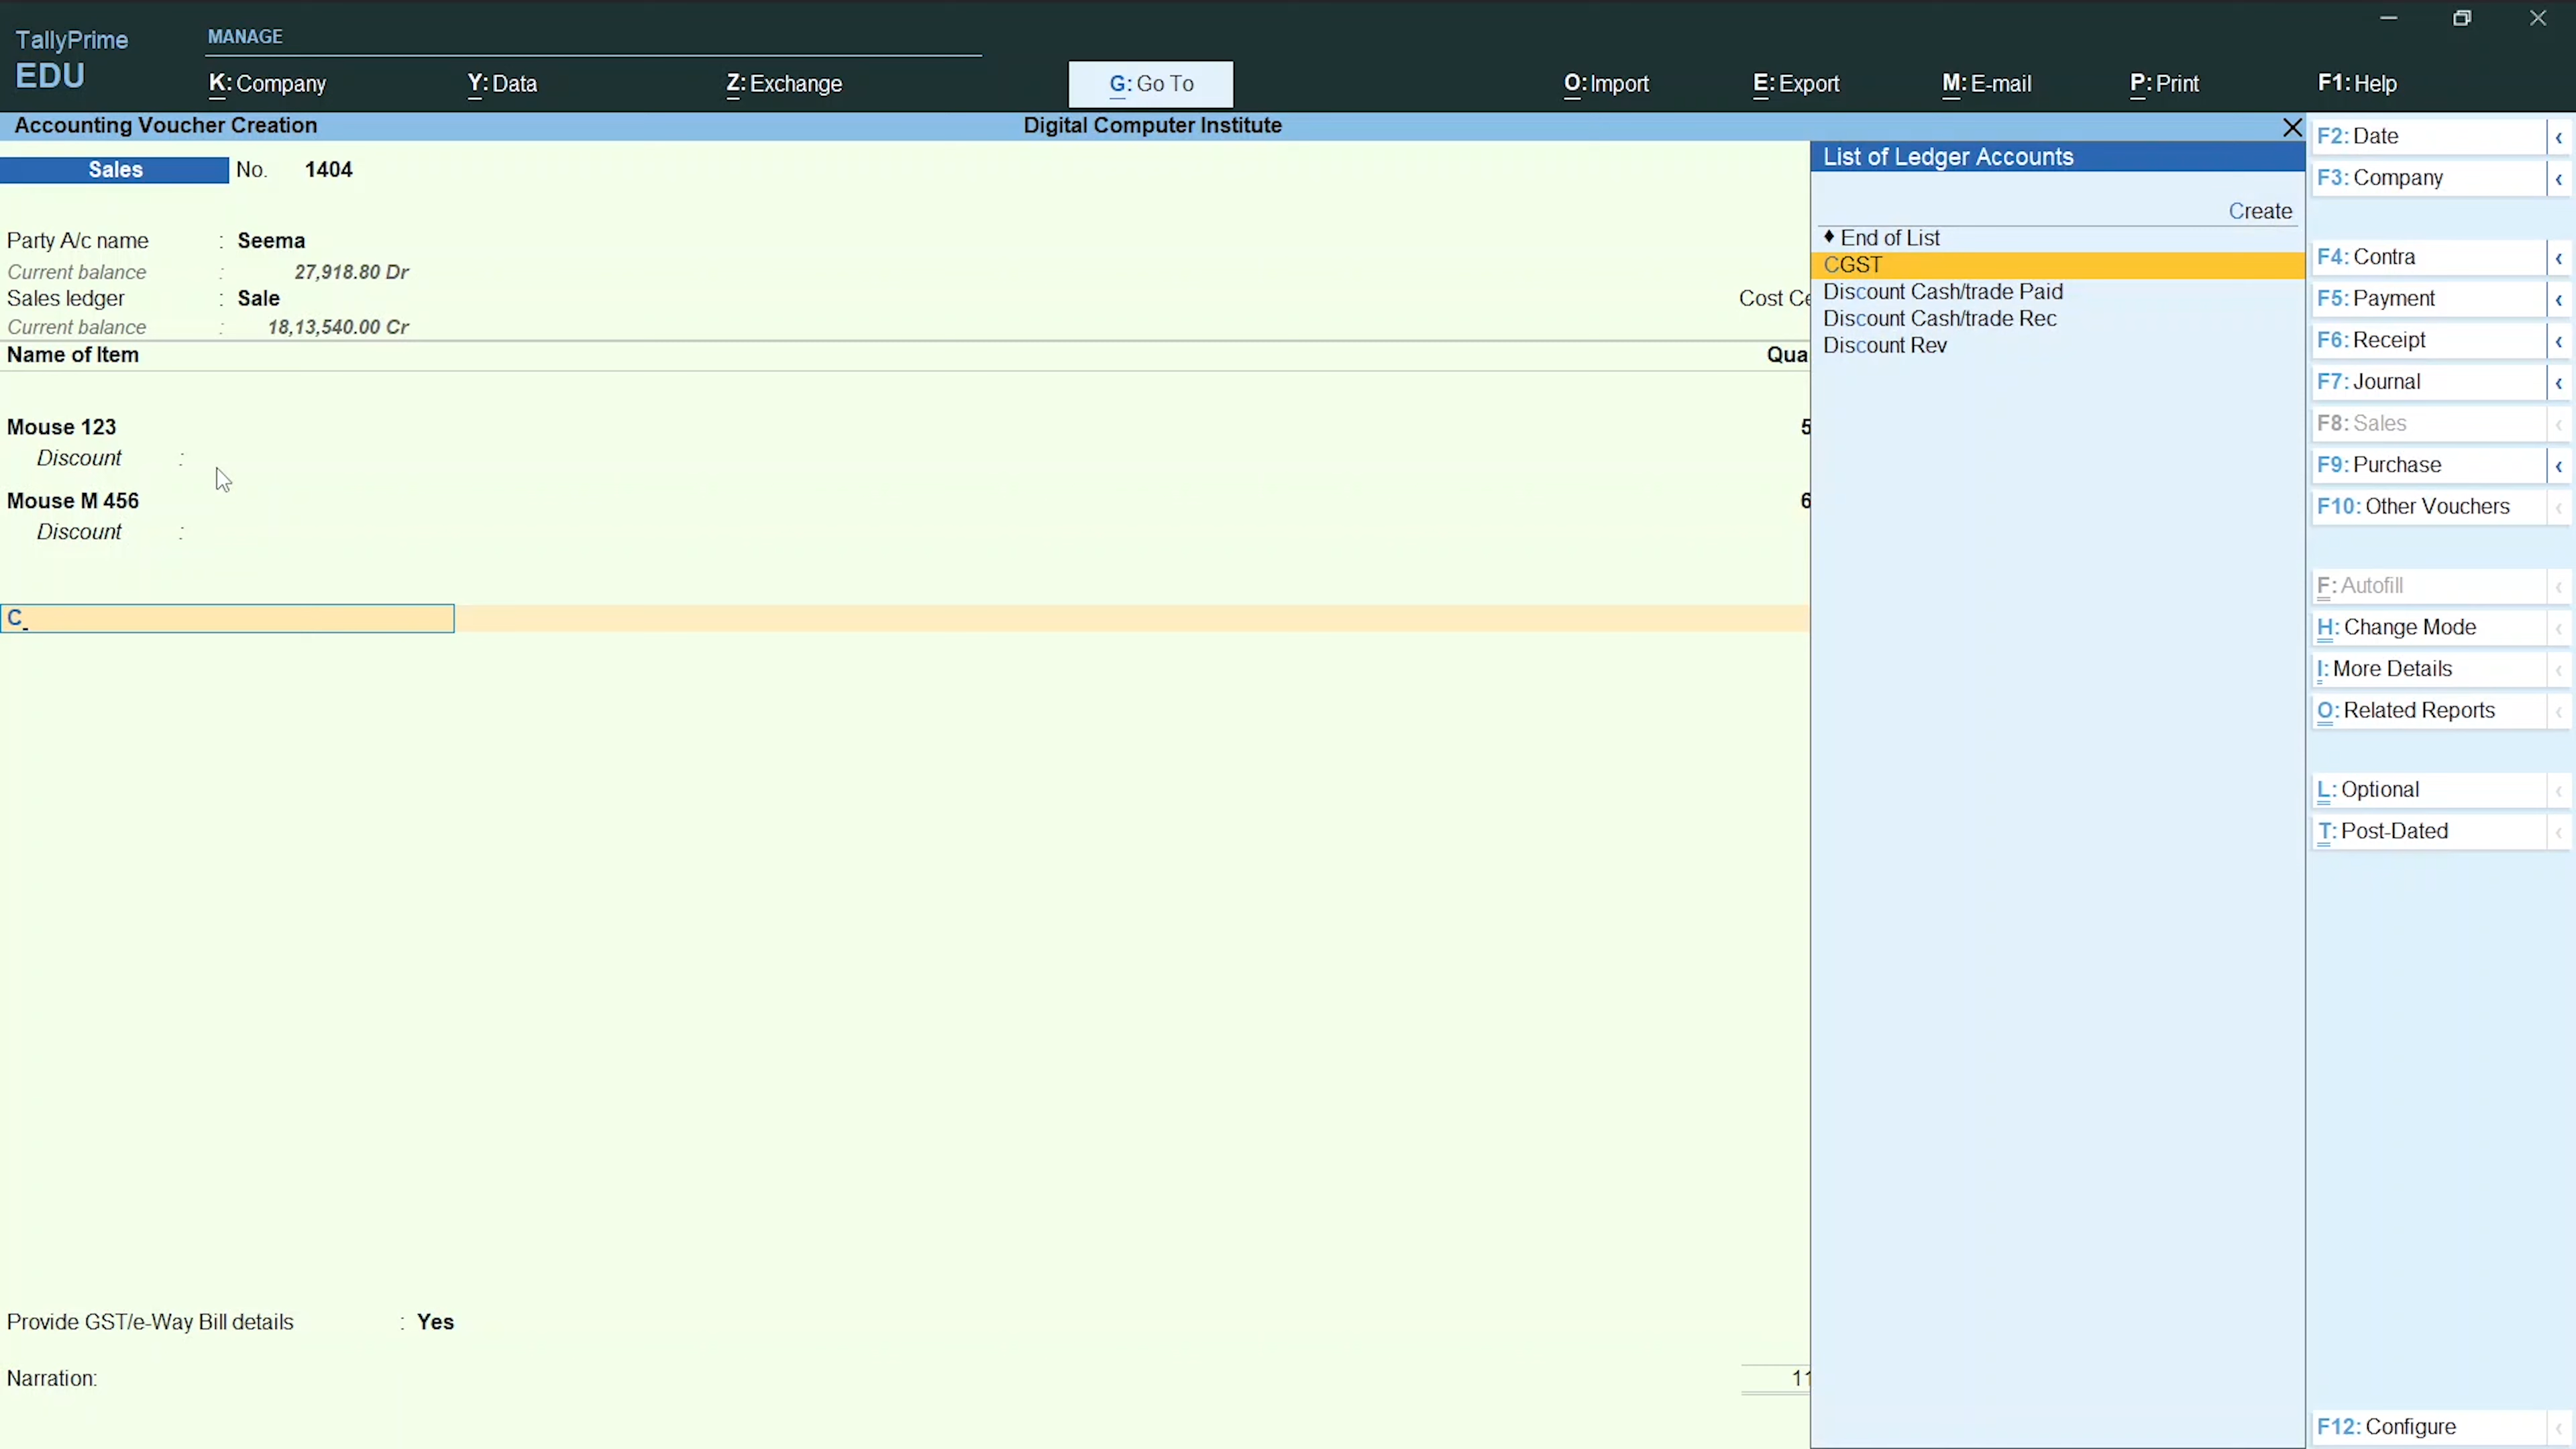 TallyPrime
EDU
MANAGE
K: Company
Y: Data
Z: Exchange
G: Go To
O: Import
E: Export
M: E-mail
P: Print
F1: Help
Accounting Voucher Creation
Digital Computer Institute
Sales No. 1404
Party A/c name : Seema
Current balance : 27,918.80 Dr
Sales ledger : Sale
Cost Ce
Current balance : 18,13,540.00 Cr
Name of Item
Qua
Mouse 123
5
Discount :
Mouse M 456
6
Discount :
C
Provide GST/e-Way Bill details : Yes
Narration:
11
List of Ledger Accounts
Create
♦ End of List
CGST
Discount Cash/trade Paid
Discount Cash/trade Rec
Discount Rev
F2: Date
F3: Company
F4: Contra
F5: Payment
F6: Receipt
F7: Journal
F8: Sales
F9: Purchase
F10: Other Vouchers
F: Autofill
H: Change Mode
I: More Details
O: Related Reports
L: Optional
T: Post-Dated
F12: Configure